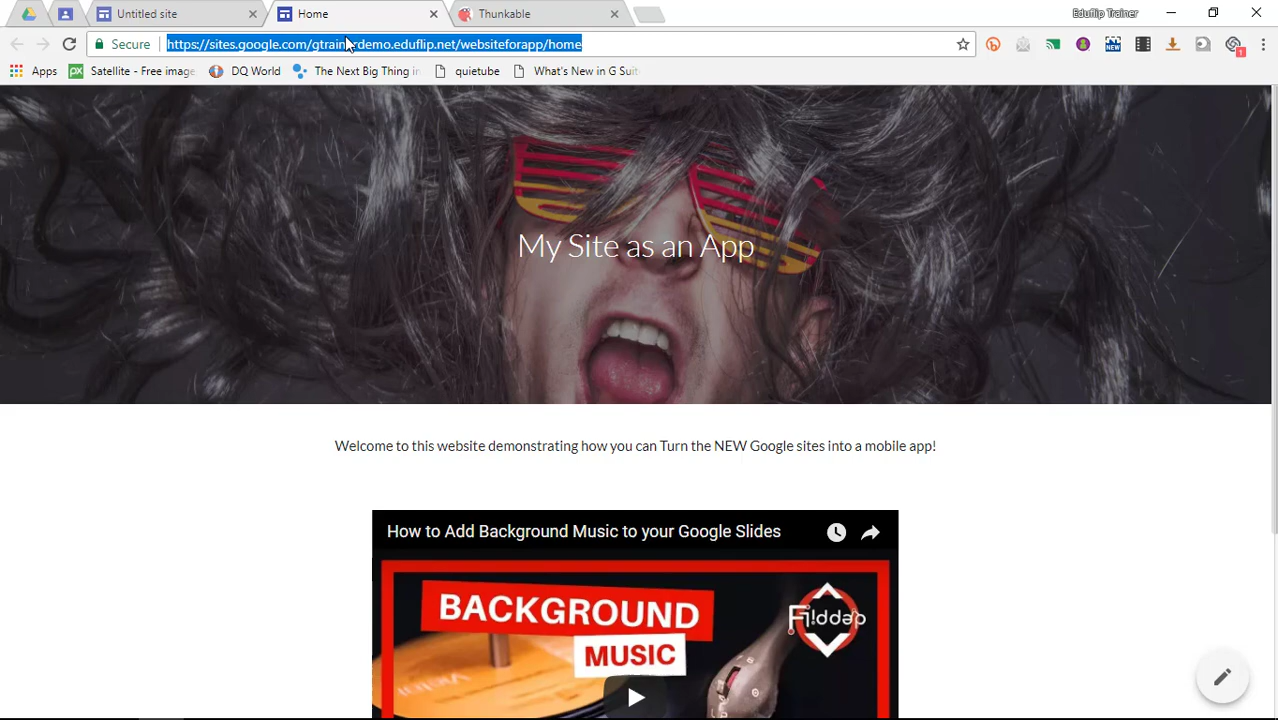 Untitled site
Home
Thunkable
Eduflip Trainer
Secure
https://sites.google.com/gtrainerdemo.eduflip.net/websiteforapp/home
Apps
Satellite - Free image
DQ World
The Next Big Thing in
quietube
What's New in G Suit
NEW
1
My Site as an App
Welcome to this website demonstrating how you can Turn the NEW Google sites into a mobile app!
How to Add Background Music to your Google Slides
BACKGROUND
MUSIC